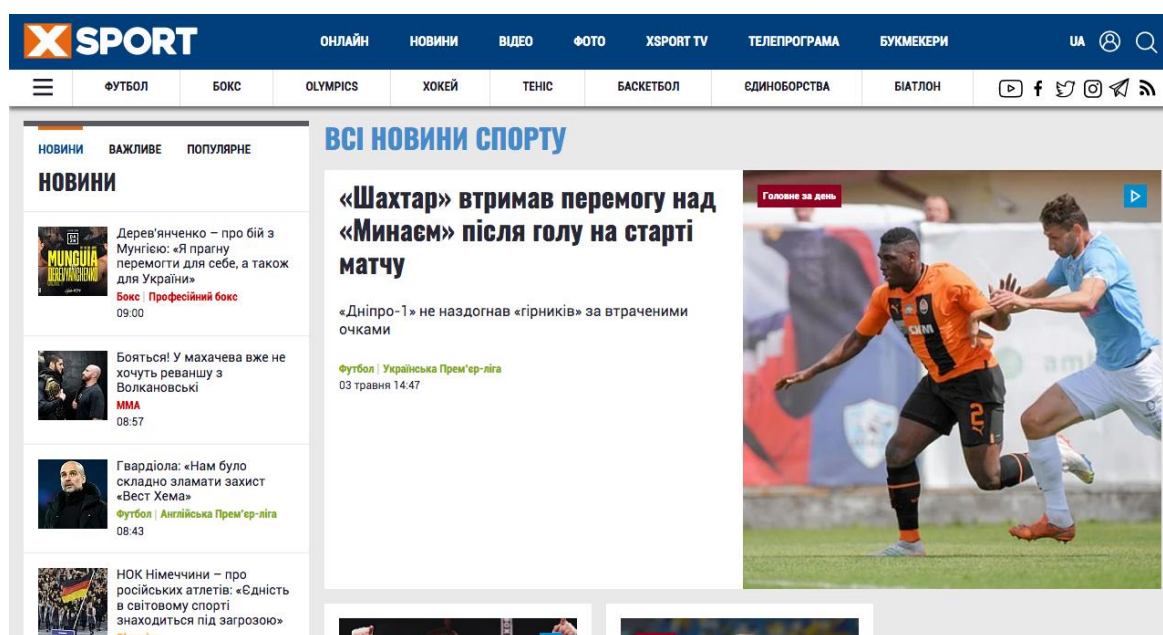 XSPORT
ОНЛАЙН НОВИНИ ВІДЕО ФОТО XSPORT TV ТЕЛЕПРОГРАМА БУКМЕКЕРИ UA
ФУТБОЛ БОКС OLYMPICS ХОКЕЙ ТЕНІС БАСКЕТБОЛ ЄДИНОБОРСТВА БІАТЛОН
НОВИНИ ВАЖЛИВЕ ПОПУЛЯРНЕ
НОВИНИ
MUNGUIA
DEREVYANCHENKO
Дерев'янченко – про бій з
Мунгією: «Я прагну
перемогти для себе, а також
для України»
Бокс | Професійний бокс
09:00
Бояться! У махачева вже не
хочуть реваншу з
Волкановські
ММА
08:57
Гвардіола: «Нам було
складно зламати захист
«Вест Хема»
Футбол | Англійська Прем'єр-ліга
08:43
НОК Німеччини – про
російських атлетів: «Єдність
в світовому спорті
знаходиться під загрозою»
ВСІ НОВИНИ СПОРТУ
«Шахтар» втримав перемогу над
«Минаєм» після голу на старті
матчу
«Дніпро-1» не наздогнав «гірників» за втраченими
очками
Футбол | Українська Прем'єр-ліга
03 травня 14:47
Головне за день
СКМ
2